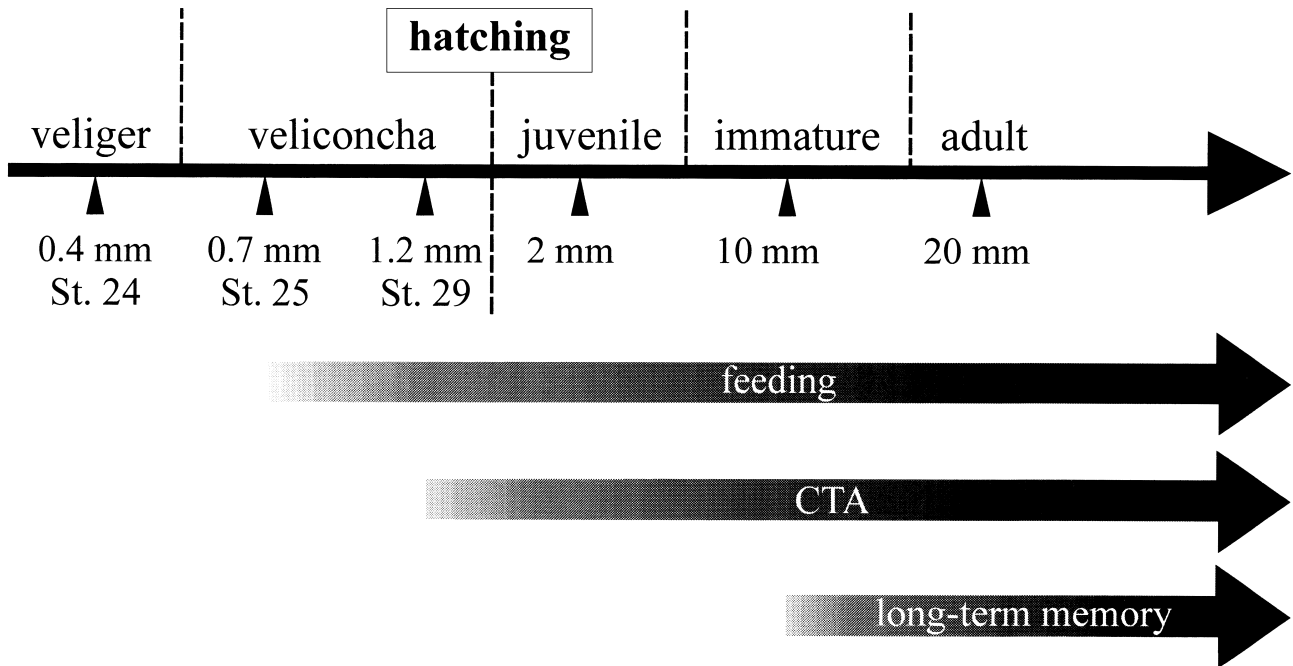 hatching
veliger veliconcha juvenile immature adult
0.4 mm 0.7 mm 1.2 mm 2 mm 10 mm 20 mm
St. 24 St. 25 St. 29
feeding
CTA
long-term memory